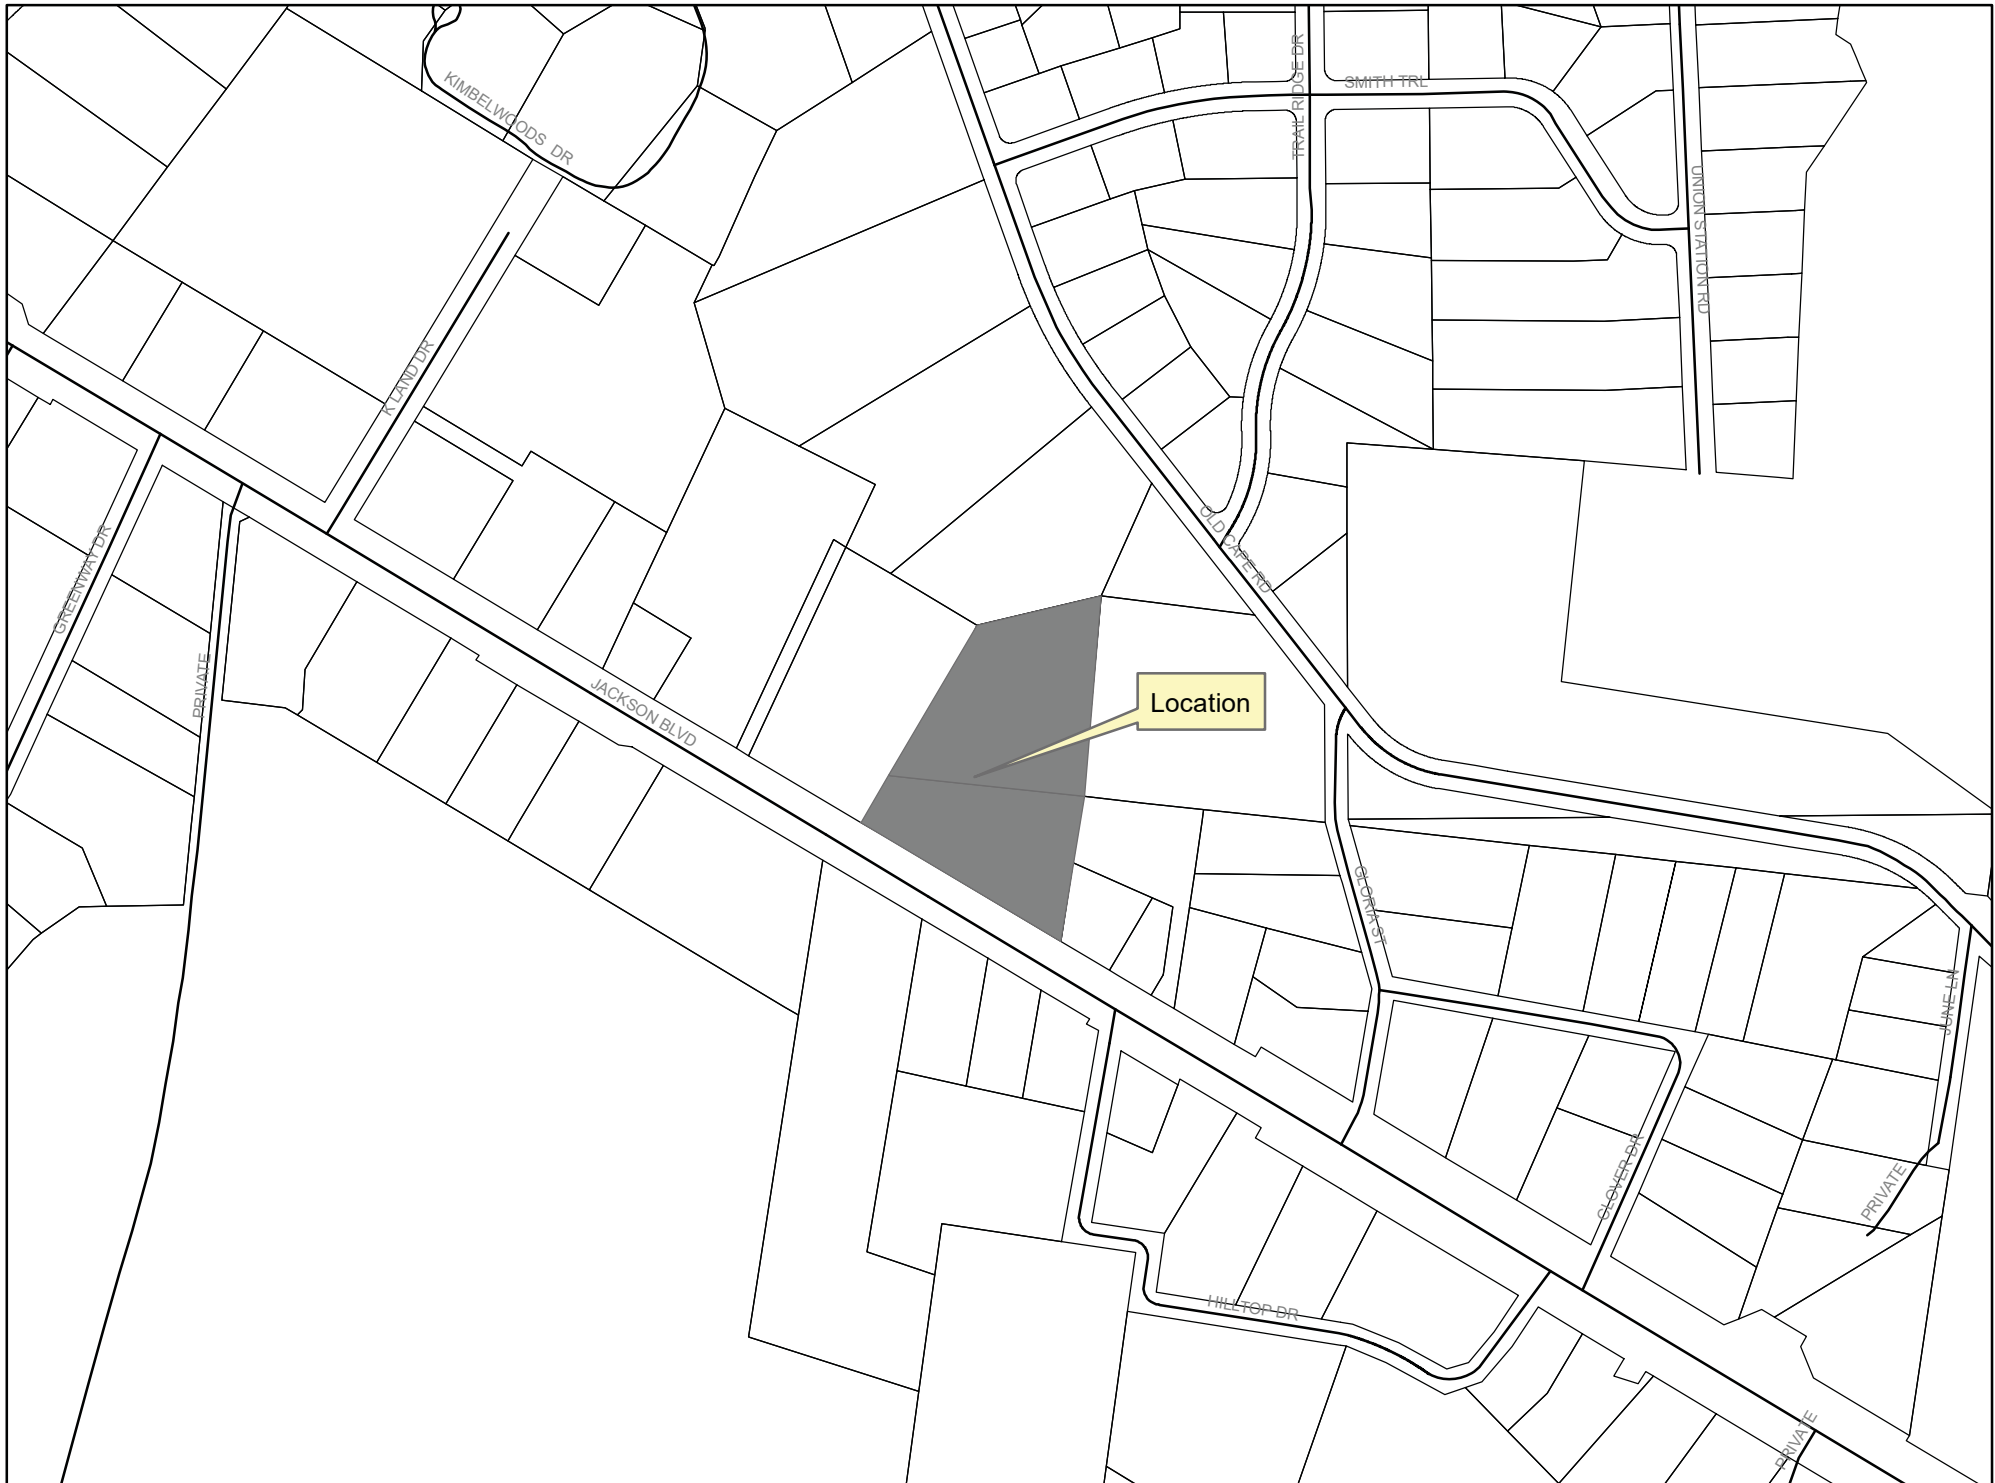 KIMBELWOODS DR
TRAIL RIDGE DR
SMITH TRL
UNION STATION RD
K LAND DR
GREENWAY DR
OLD CAPE RD
PRIVATE
JACKSON BLVD
Location
GLORIA ST
JUNE LN
CLOVER DR
PRIVATE
HILLTOP DR
PRIVATE